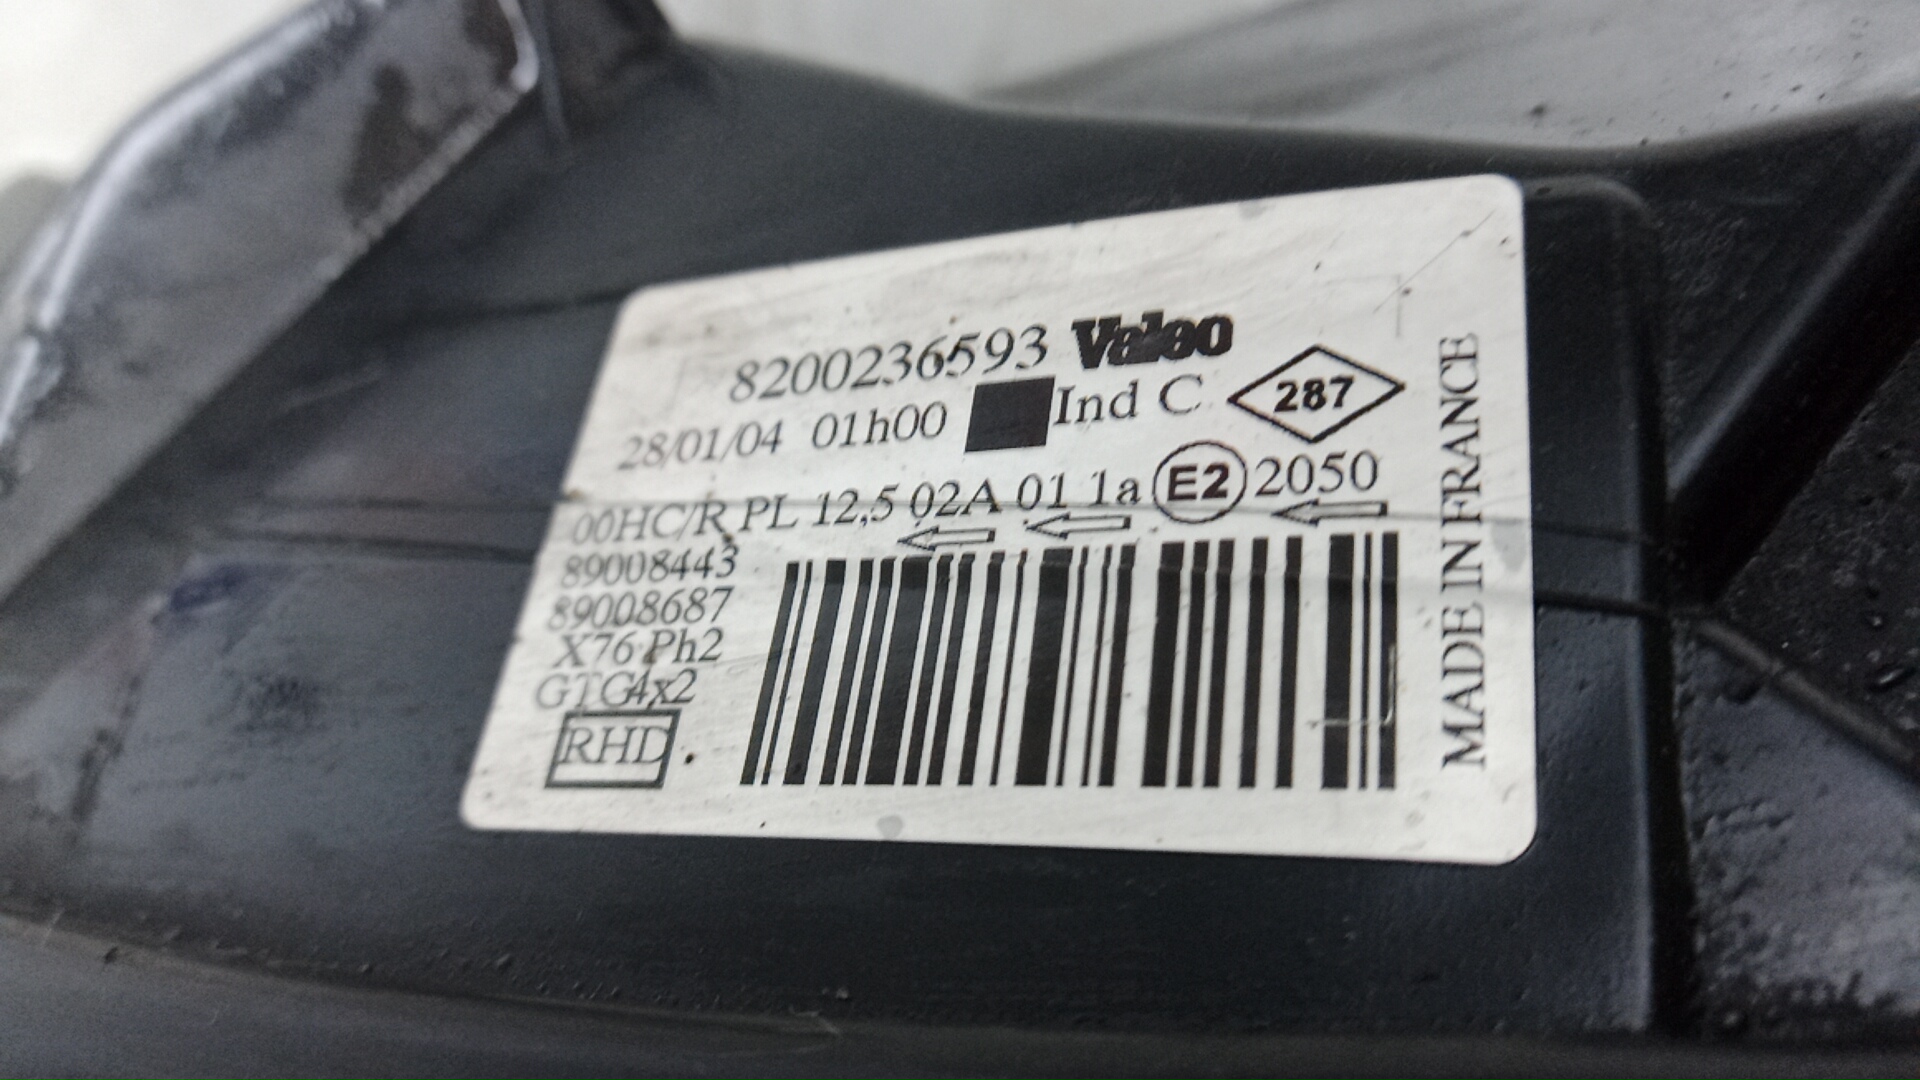 8200236593 Valeo
28/01/04 01h00 Ind C 287
00HC/R PL 12,5 02A 01 1a E2 2050
89008443
89008687
X76 Ph2
GTG4x2
RHD
MADE IN FRANCE